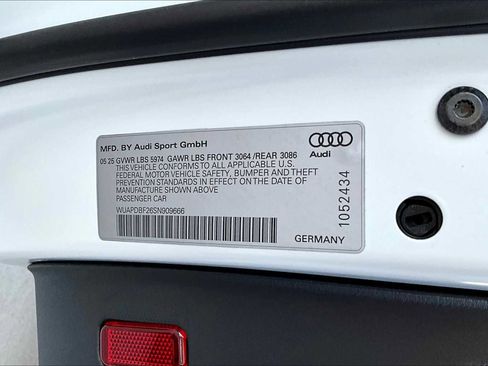 MFD. BY Audi Sport GmbH
05 25 GVWR LBS 5974 GAWR LBS FRONT 3064 /REAR 3086
THIS VEHICLE CONFORMS TO ALL APPLICABLE U.S.
FEDERAL MOTOR VEHICLE SAFETY, BUMPER AND THEFT
PREVENTION STANDARDS IN EFFECT ON THE DATE OF
MANUFACTURE SHOWN ABOVE
PASSENGER CAR
WUAPDBF26SN909666
Audi
1052434
GERMANY